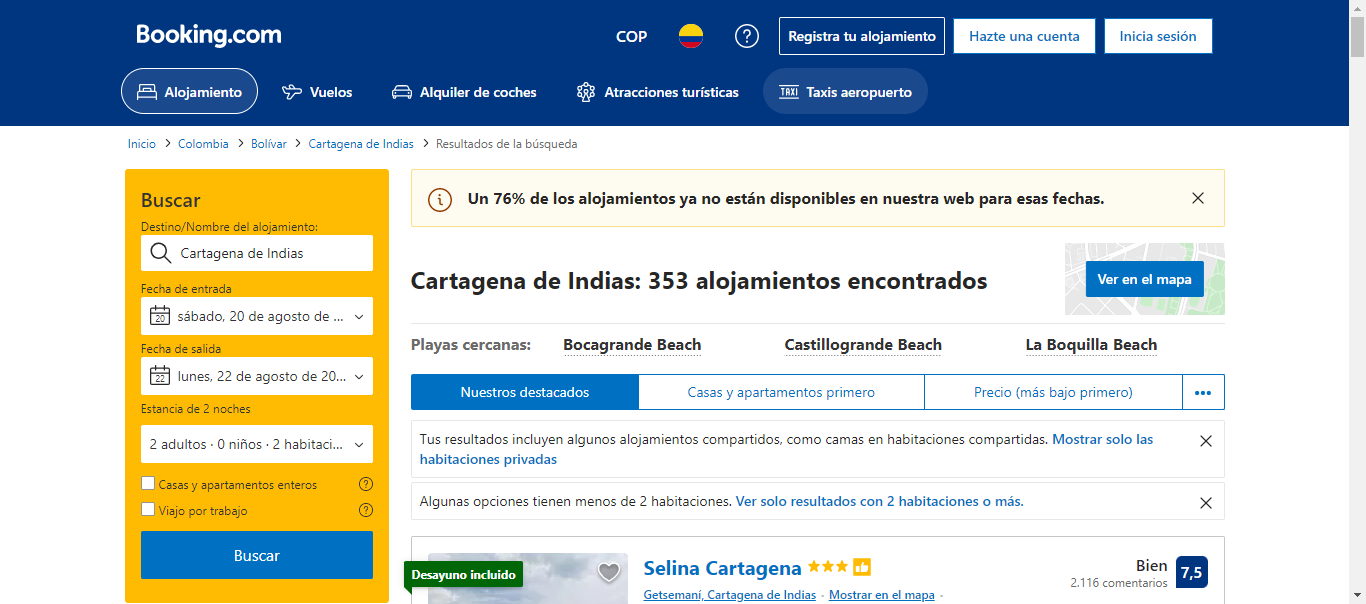 Booking.com
COP
Registra tu alojamiento
Hazte una cuenta
Inicia sesión
Alojamiento
Vuelos
Alquiler de coches
Atracciones turísticas
TAXI
Taxis aeropuerto
Inicio > Colombia > Bolívar > Cartagena de Indias > Resultados de la búsqueda
Buscar
Destino/Nombre del alojamiento:
Cartagena de Indias
Fecha de entrada
20
sábado, 20 de agosto de ...
Fecha de salida
22
lunes, 22 de agosto de 20...
Estancia de 2 noches
2 adultos · 0 niños · 2 habitaci...
Casas y apartamentos enteros
Viajo por trabajo
Buscar
Un 76% de los alojamientos ya no están disponibles en nuestra web para esas fechas.
Cartagena de Indias: 353 alojamientos encontrados
Ver en el mapa
Playas cercanas:
Bocagrande Beach
Castillogrande Beach
La Boquilla Beach
Nuestros destacados
Casas y apartamentos primero
Precio (más bajo primero)
Tus resultados incluyen algunos alojamientos compartidos, como camas en habitaciones compartidas. Mostrar solo las
habitaciones privadas
Algunas opciones tienen menos de 2 habitaciones. Ver solo resultados con 2 habitaciones o más.
Desayuno incluido
Selina Cartagena
Getsemaní, Cartagena de Indias · Mostrar en el mapa ·
Bien
2.116 comentarios
7,5